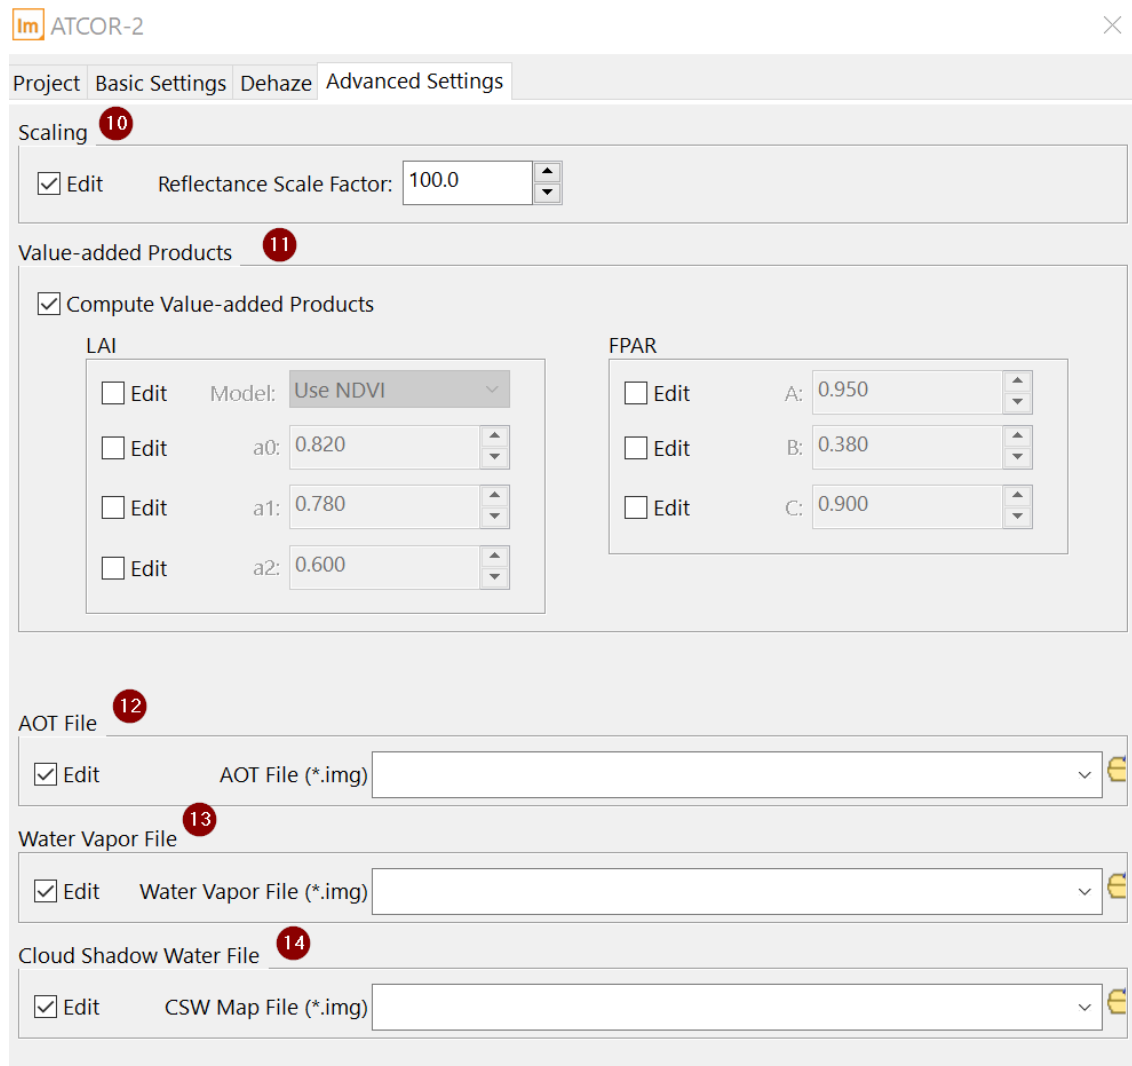 Im ATCOR-2
Project Basic Settings Dehaze Advanced Settings
Scaling 10
Edit Reflectance Scale Factor: 100.0
Value-added Products 11
Compute Value-added Products
LAI FPAR
Edit Model: Use NDVI Edit A: 0.950
Edit a0: 0.820 Edit B: 0.380
Edit a1: 0.780 Edit C: 0.900
Edit a2: 0.600
AOT File 12
Edit AOT File (*.img)
Water Vapor File 13
Edit Water Vapor File (*.img)
Cloud Shadow Water File 14
Edit CSW Map File (*.img)